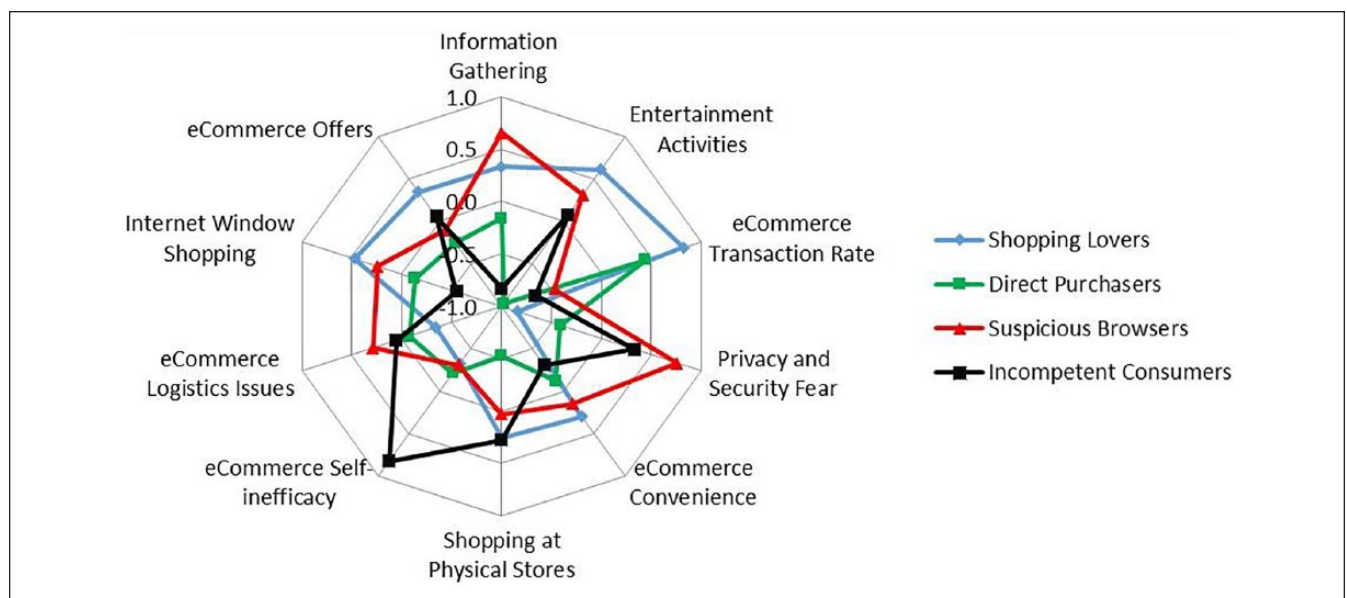 Information
Gathering
1.0
Entertainment
Activities
eCommerce Offers
0.5
0.0
Internet Window
Shopping
eCommerce
Transaction Rate
Shopping Lovers
Direct Purchasers
Suspicious Browsers
Incompetent Consumers
-1.0
eCommerce
Logistics Issues
Privacy and
Security Fear
eCommerce Self-
inefficacy
eCommerce
Convenience
Shopping at
Physical Stores